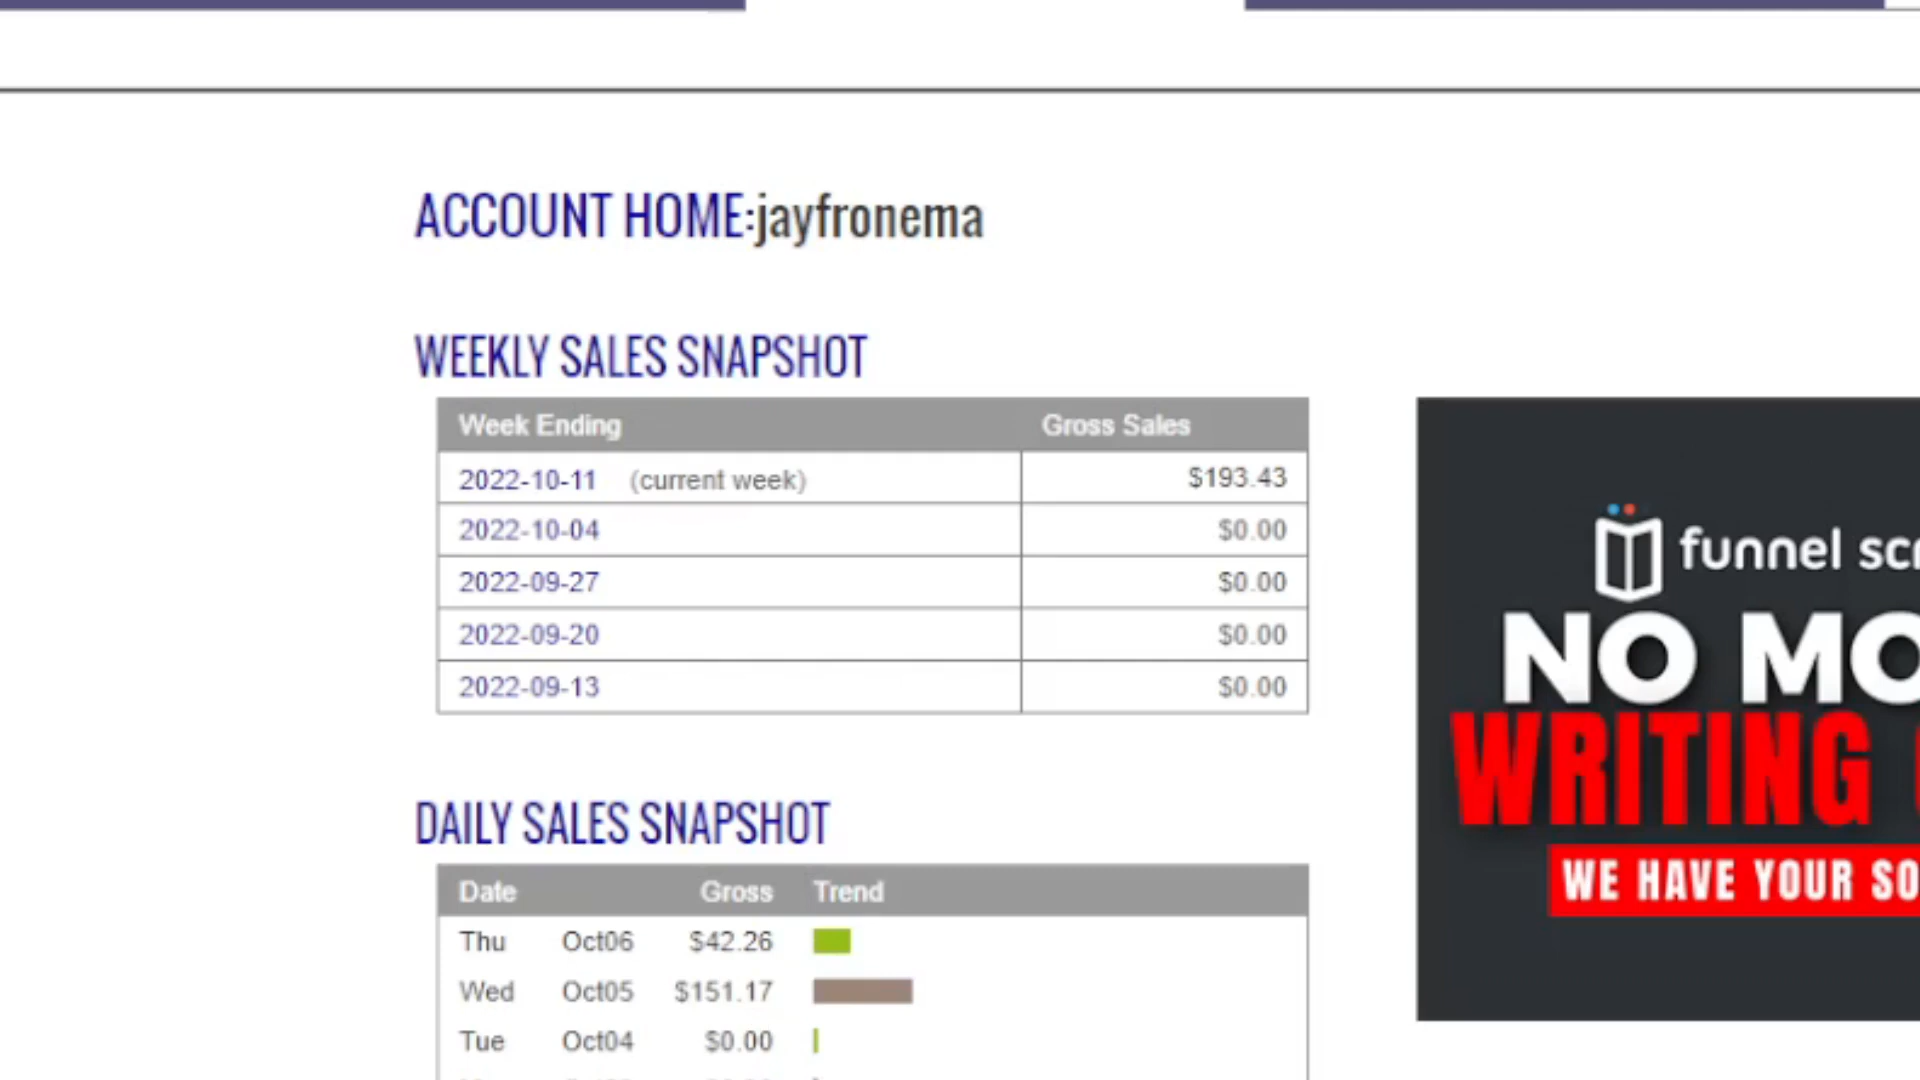 ACCOUNT HOME:jayfronema
WEEKLY SALES SNAPSHOT
Week Ending Gross Sales
2022-10-11 (current week) $193.43
2022-10-04 $0.00
2022-09-27 $0.00
2022-09-20 $0.00
2022-09-13 $0.00
funnel scr
NO MO
WRITING
WE HAVE YOUR SO
DAILY SALES SNAPSHOT
Date Gross Trend
Thu Oct06 $42.26
Wed Oct05 $151.17
Tue Oct04 $0.00